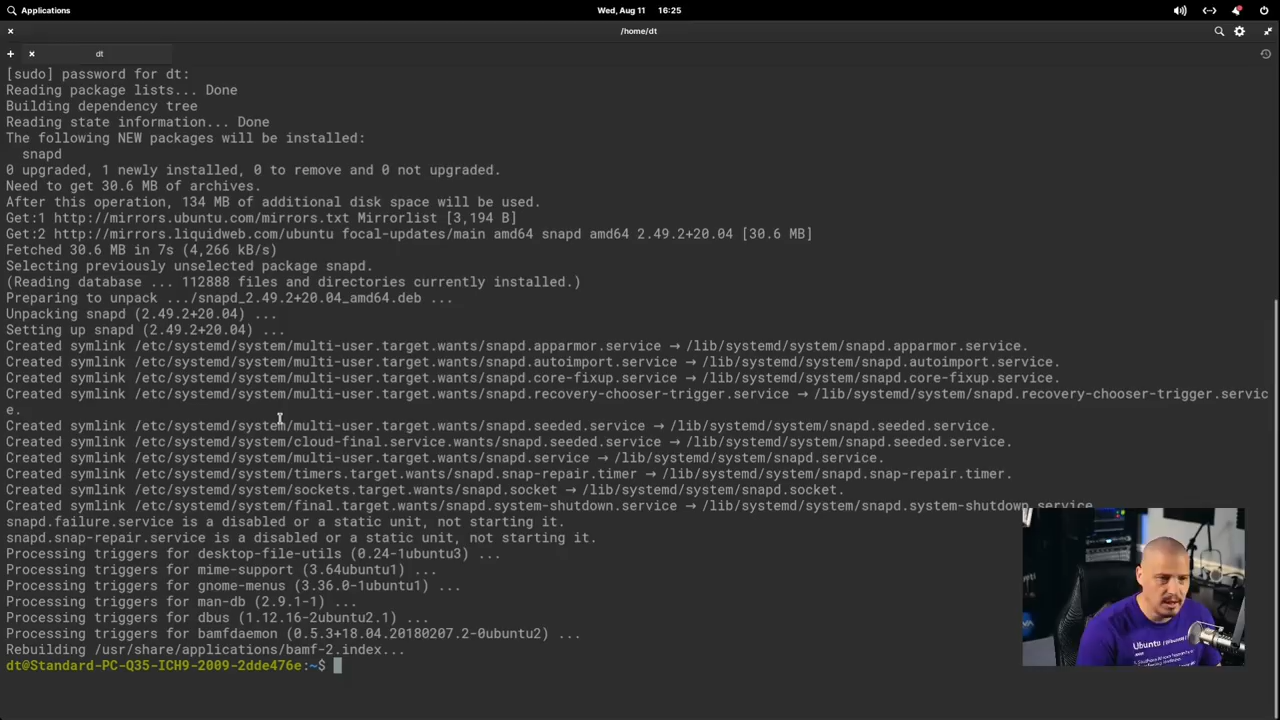 Applications
Wed, Aug 11 16:25
/home/dt
dt
[sudo] password for dt:
Reading package lists... Done
Building dependency tree
Reading state information... Done
The following NEW packages will be installed:
  snapd
0 upgraded, 1 newly installed, 0 to remove and 0 not upgraded.
Need to get 30.6 MB of archives.
After this operation, 134 MB of additional disk space will be used.
Get:1 http://mirrors.ubuntu.com/mirrors.txt Mirrorlist [3,194 B]
Get:2 http://mirrors.liquidweb.com/ubuntu focal-updates/main amd64 snapd amd64 2.49.2+20.04 [30.6 MB]
Fetched 30.6 MB in 7s (4,266 kB/s)
Selecting previously unselected package snapd.
(Reading database ... 112888 files and directories currently installed.)
Preparing to unpack .../snapd_2.49.2+20.04_amd64.deb ...
Unpacking snapd (2.49.2+20.04) ...
Setting up snapd (2.49.2+20.04) ...
Created symlink /etc/systemd/system/multi-user.target.wants/snapd.apparmor.service → /lib/systemd/system/snapd.apparmor.service.
Created symlink /etc/systemd/system/multi-user.target.wants/snapd.autoimport.service → /lib/systemd/system/snapd.autoimport.service.
Created symlink /etc/systemd/system/multi-user.target.wants/snapd.core-fixup.service → /lib/systemd/system/snapd.core-fixup.service.
Created symlink /etc/systemd/system/multi-user.target.wants/snapd.recovery-chooser-trigger.service → /lib/systemd/system/snapd.recovery-chooser-trigger.servic
e.
Created symlink /etc/systemd/system/multi-user.target.wants/snapd.seeded.service → /lib/systemd/system/snapd.seeded.service.
Created symlink /etc/systemd/system/cloud-final.service.wants/snapd.seeded.service → /lib/systemd/system/snapd.seeded.service.
Created symlink /etc/systemd/system/multi-user.target.wants/snapd.service → /lib/systemd/system/snapd.service.
Created symlink /etc/systemd/system/timers.target.wants/snapd.snap-repair.timer → /lib/systemd/system/snapd.snap-repair.timer.
Created symlink /etc/systemd/system/sockets.target.wants/snapd.socket → /lib/systemd/system/snapd.socket.
Created symlink /etc/systemd/system/final.target.wants/snapd.system-shutdown.service → /lib/systemd/system/snapd.system-shutdown.service.
snapd.failure.service is a disabled or a static unit, not starting it.
snapd.snap-repair.service is a disabled or a static unit, not starting it.
Processing triggers for desktop-file-utils (0.24-1ubuntu3) ...
Processing triggers for mime-support (3.64ubuntu1) ...
Processing triggers for gnome-menus (3.36.0-1ubuntu1) ...
Processing triggers for man-db (2.9.1-1) ...
Processing triggers for dbus (1.12.16-2ubuntu2.1) ...
Processing triggers for bamfdaemon (0.5.3+18.04.20180207.2-0ubuntu2) ...
Rebuilding /usr/share/applications/bamf-2.index...
dt@Standard-PC-Q35-ICH9-2009-2dde476e:~$
Ubuntu